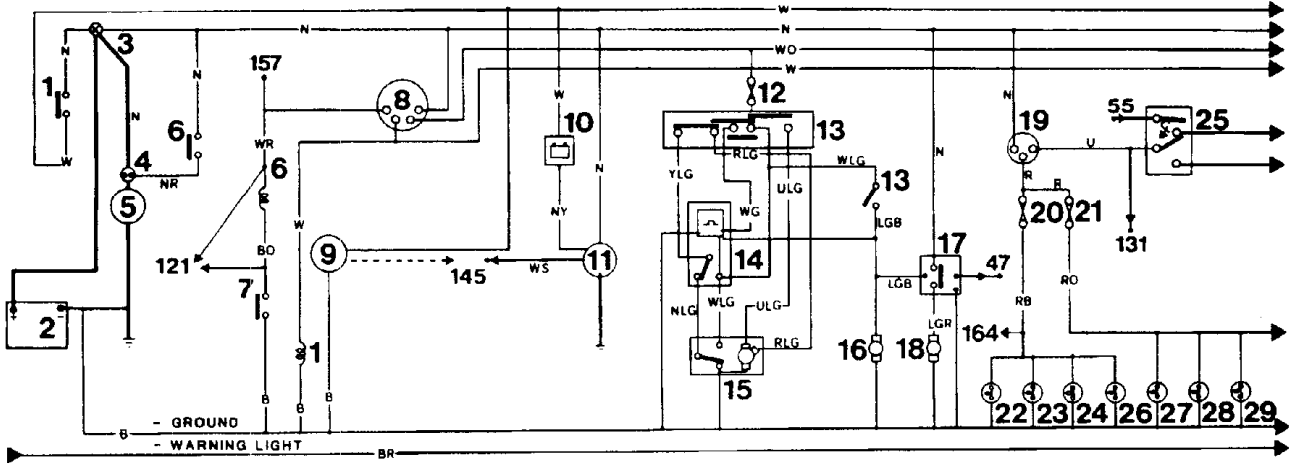 W
N N N
WO
W
3
157
1
N
N
N
8
6
W
4
NR
WR
6
5
W
10
N
NY
12
13
RLG
YLG
WLG
ULG
13
WG
LGB
N
N
19
55
25
U
R R
20 21
131
BO
W
9
121
145
WS
11
14
LGB
17
47
7
2
+ -
NLG
WLG
ULG
RLG
16
LGR
18
164
RB
RO
1
15
22 23 24 26 27 28 29
B B B
B
- GROUND
- WARNING LIGHT
BR